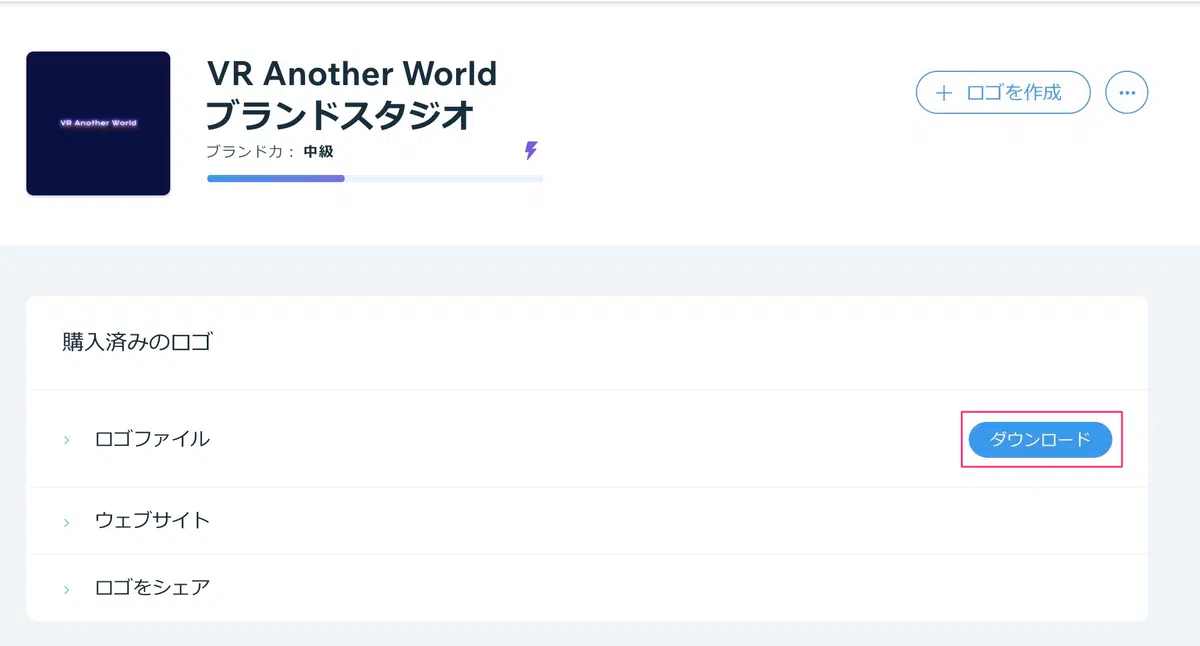 VR Another World
VR Another World
ブランドスタジオ
ブランド力： 中級
＋ ロゴを作成
...
購入済みのロゴ
ロゴファイル
ダウンロード
ウェブサイト
ロゴをシェア